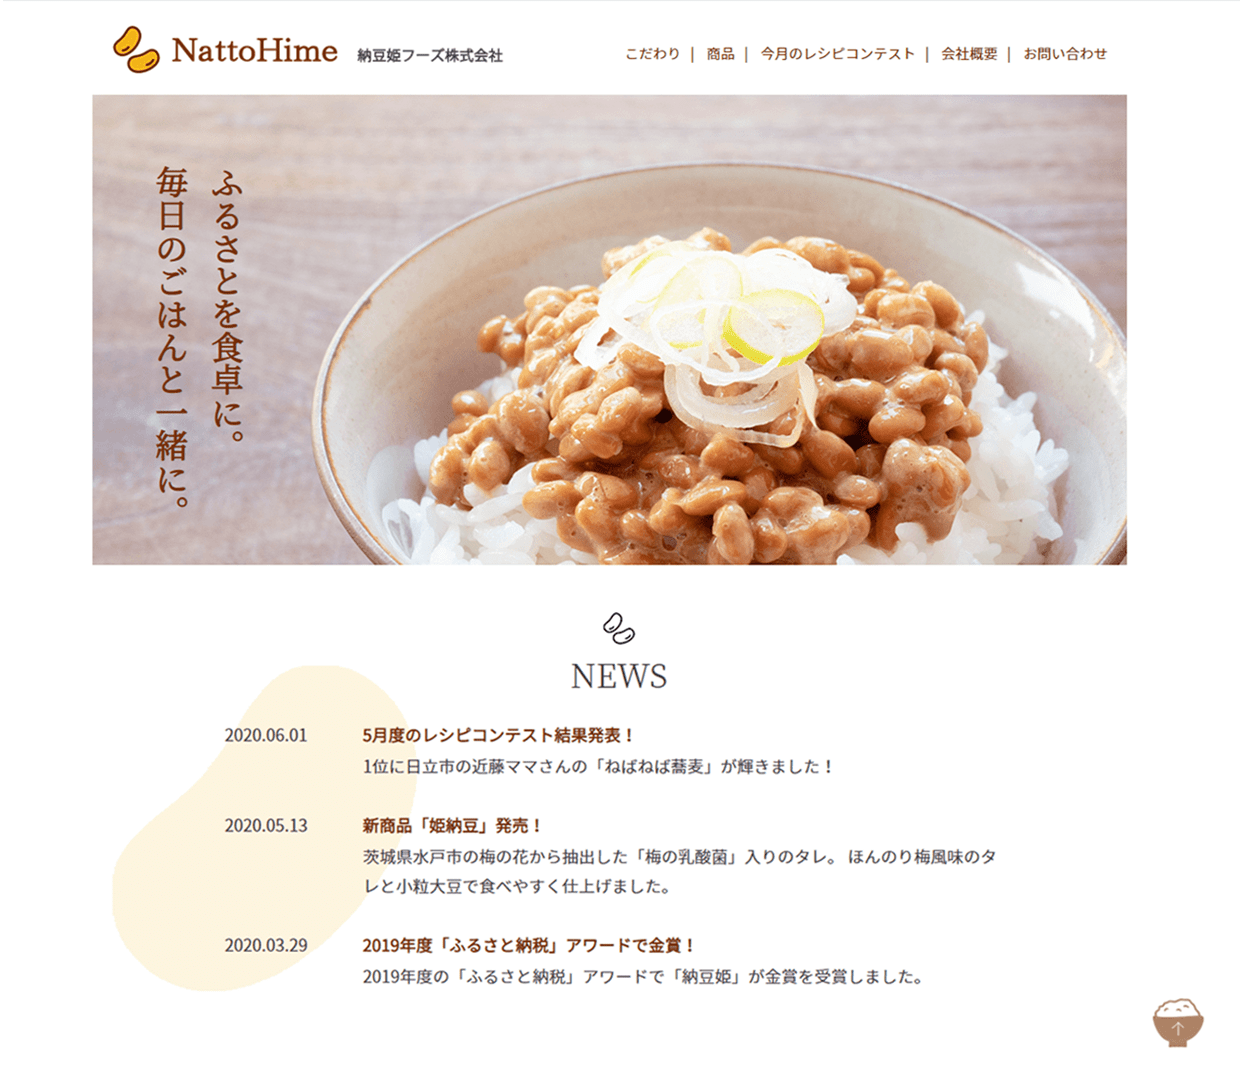 NattoHime 納豆姫フーズ株式会社
こだわり | 商品 | 今月のレシピコンテスト | 会社概要 | お問い合わせ
ふるさとを食卓に。
毎日のごはんと一緒に。
NEWS
2020.06.01 5月度のレシピコンテスト結果発表！
1位に日立市の近藤ママさんの「ねばねば蕎麦」が輝きました！
2020.05.13 新商品「姫納豆」発売！
茨城県水戸市の梅の花から抽出した「梅の乳酸菌」入りのタレ。 ほんのり梅風味のタ
レと小粒大豆で食べやすく仕上げました。
2020.03.29 2019年度「ふるさと納税」アワードで金賞！
2019年度の「ふるさと納税」アワードで「納豆姫」が金賞を受賞しました。